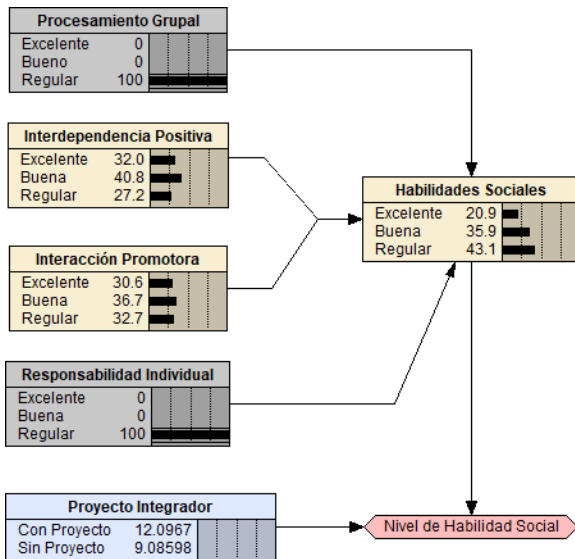 Procesamiento Grupal
Excelente 0
Bueno 0
Regular 100
Interdependencia Positiva
Excelente 32.0
Buena 40.8
Regular 27.2
Interacción Promotora
Excelente 30.6
Buena 36.7
Regular 32.7
Responsabilidad Individual
Excelente 0
Buena 0
Regular 100
Habilidades Sociales
Excelente 20.9
Buena 35.9
Regular 43.1
Proyecto Integrador
Con Proyecto 12.0967
Sin Proyecto 9.08598
Nivel de Habilidad Social